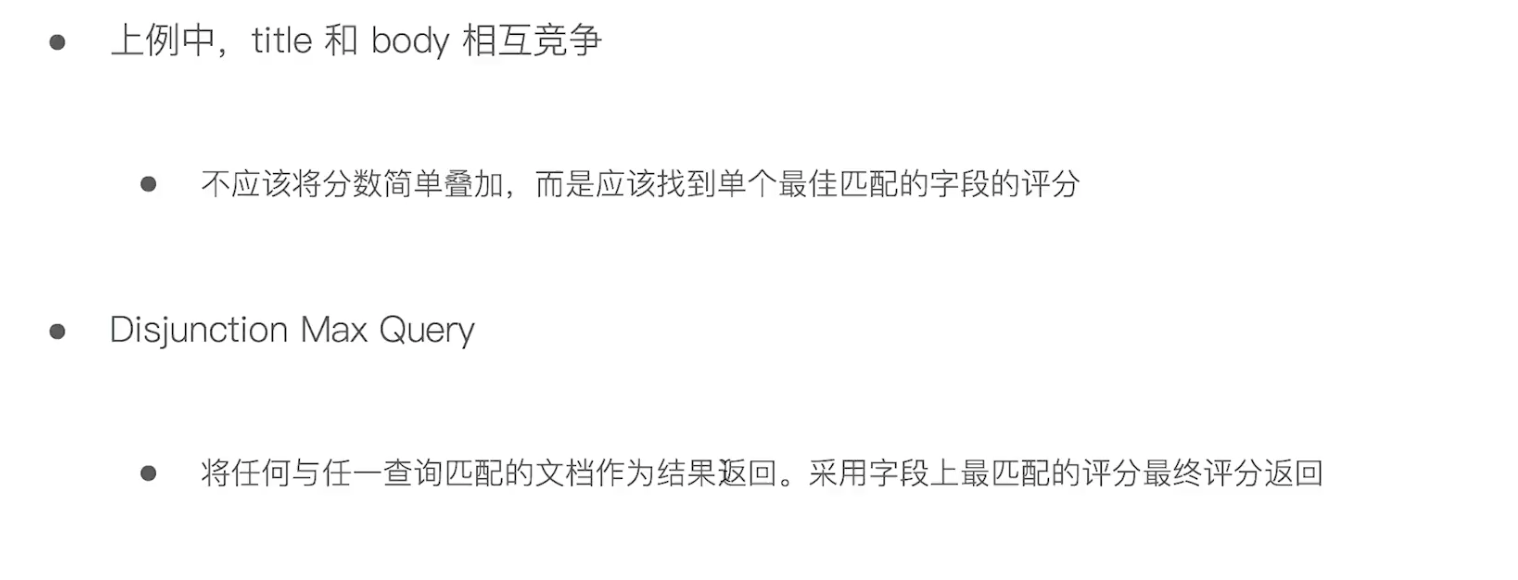 上例中，title 和 body 相互竞争
不应该将分数简单叠加，而是应该找到单个最佳匹配的字段的评分
Disjunction Max Query
将任何与任一查询匹配的文档作为结果返回。采用字段上最匹配的评分最终评分返回